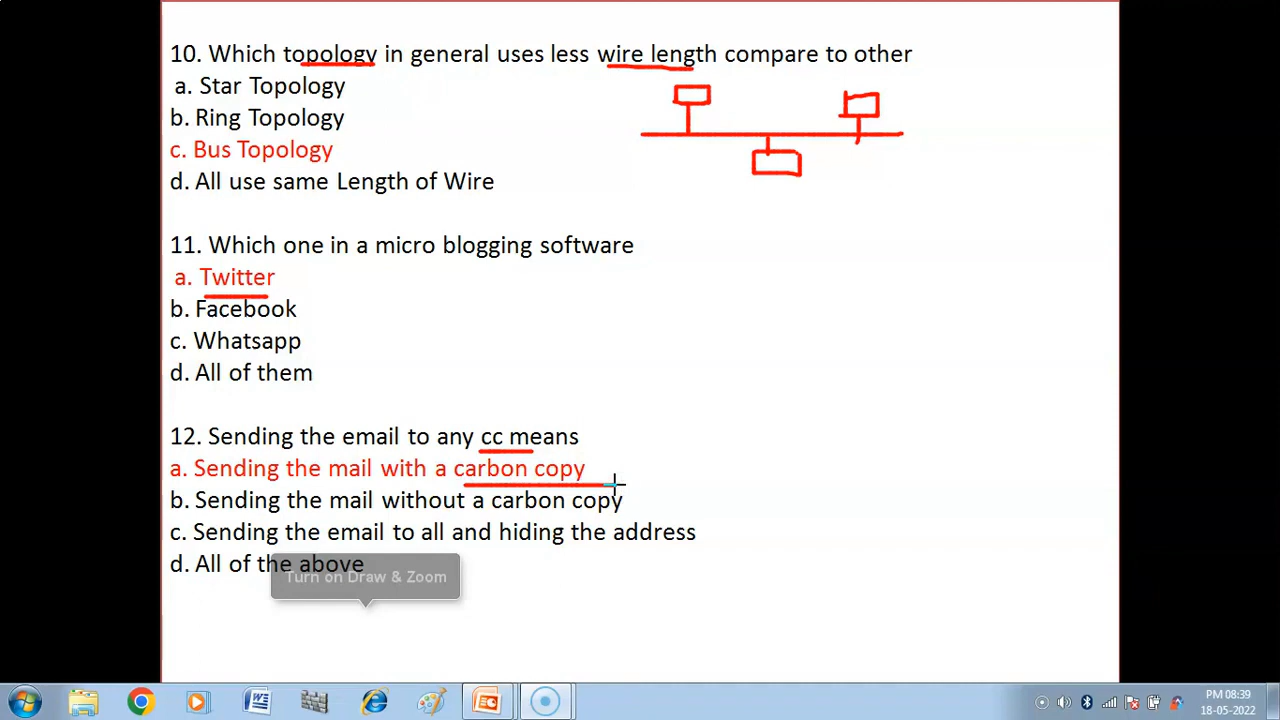 10. Which topology in general uses less wire length compare to other
a. Star Topology
b. Ring Topology
c. Bus Topology
d. All use same Length of Wire
11. Which one in a micro blogging software
a. Twitter
b. Facebook
c. Whatsapp
d. All of them
12. Sending the email to any cc means
a. Sending the mail with a carbon copy
b. Sending the mail without a carbon copy
c. Sending the email to all and hiding the address
d. All of the above
Turn on Draw & Zoom
PM 08:39
18-05-2022